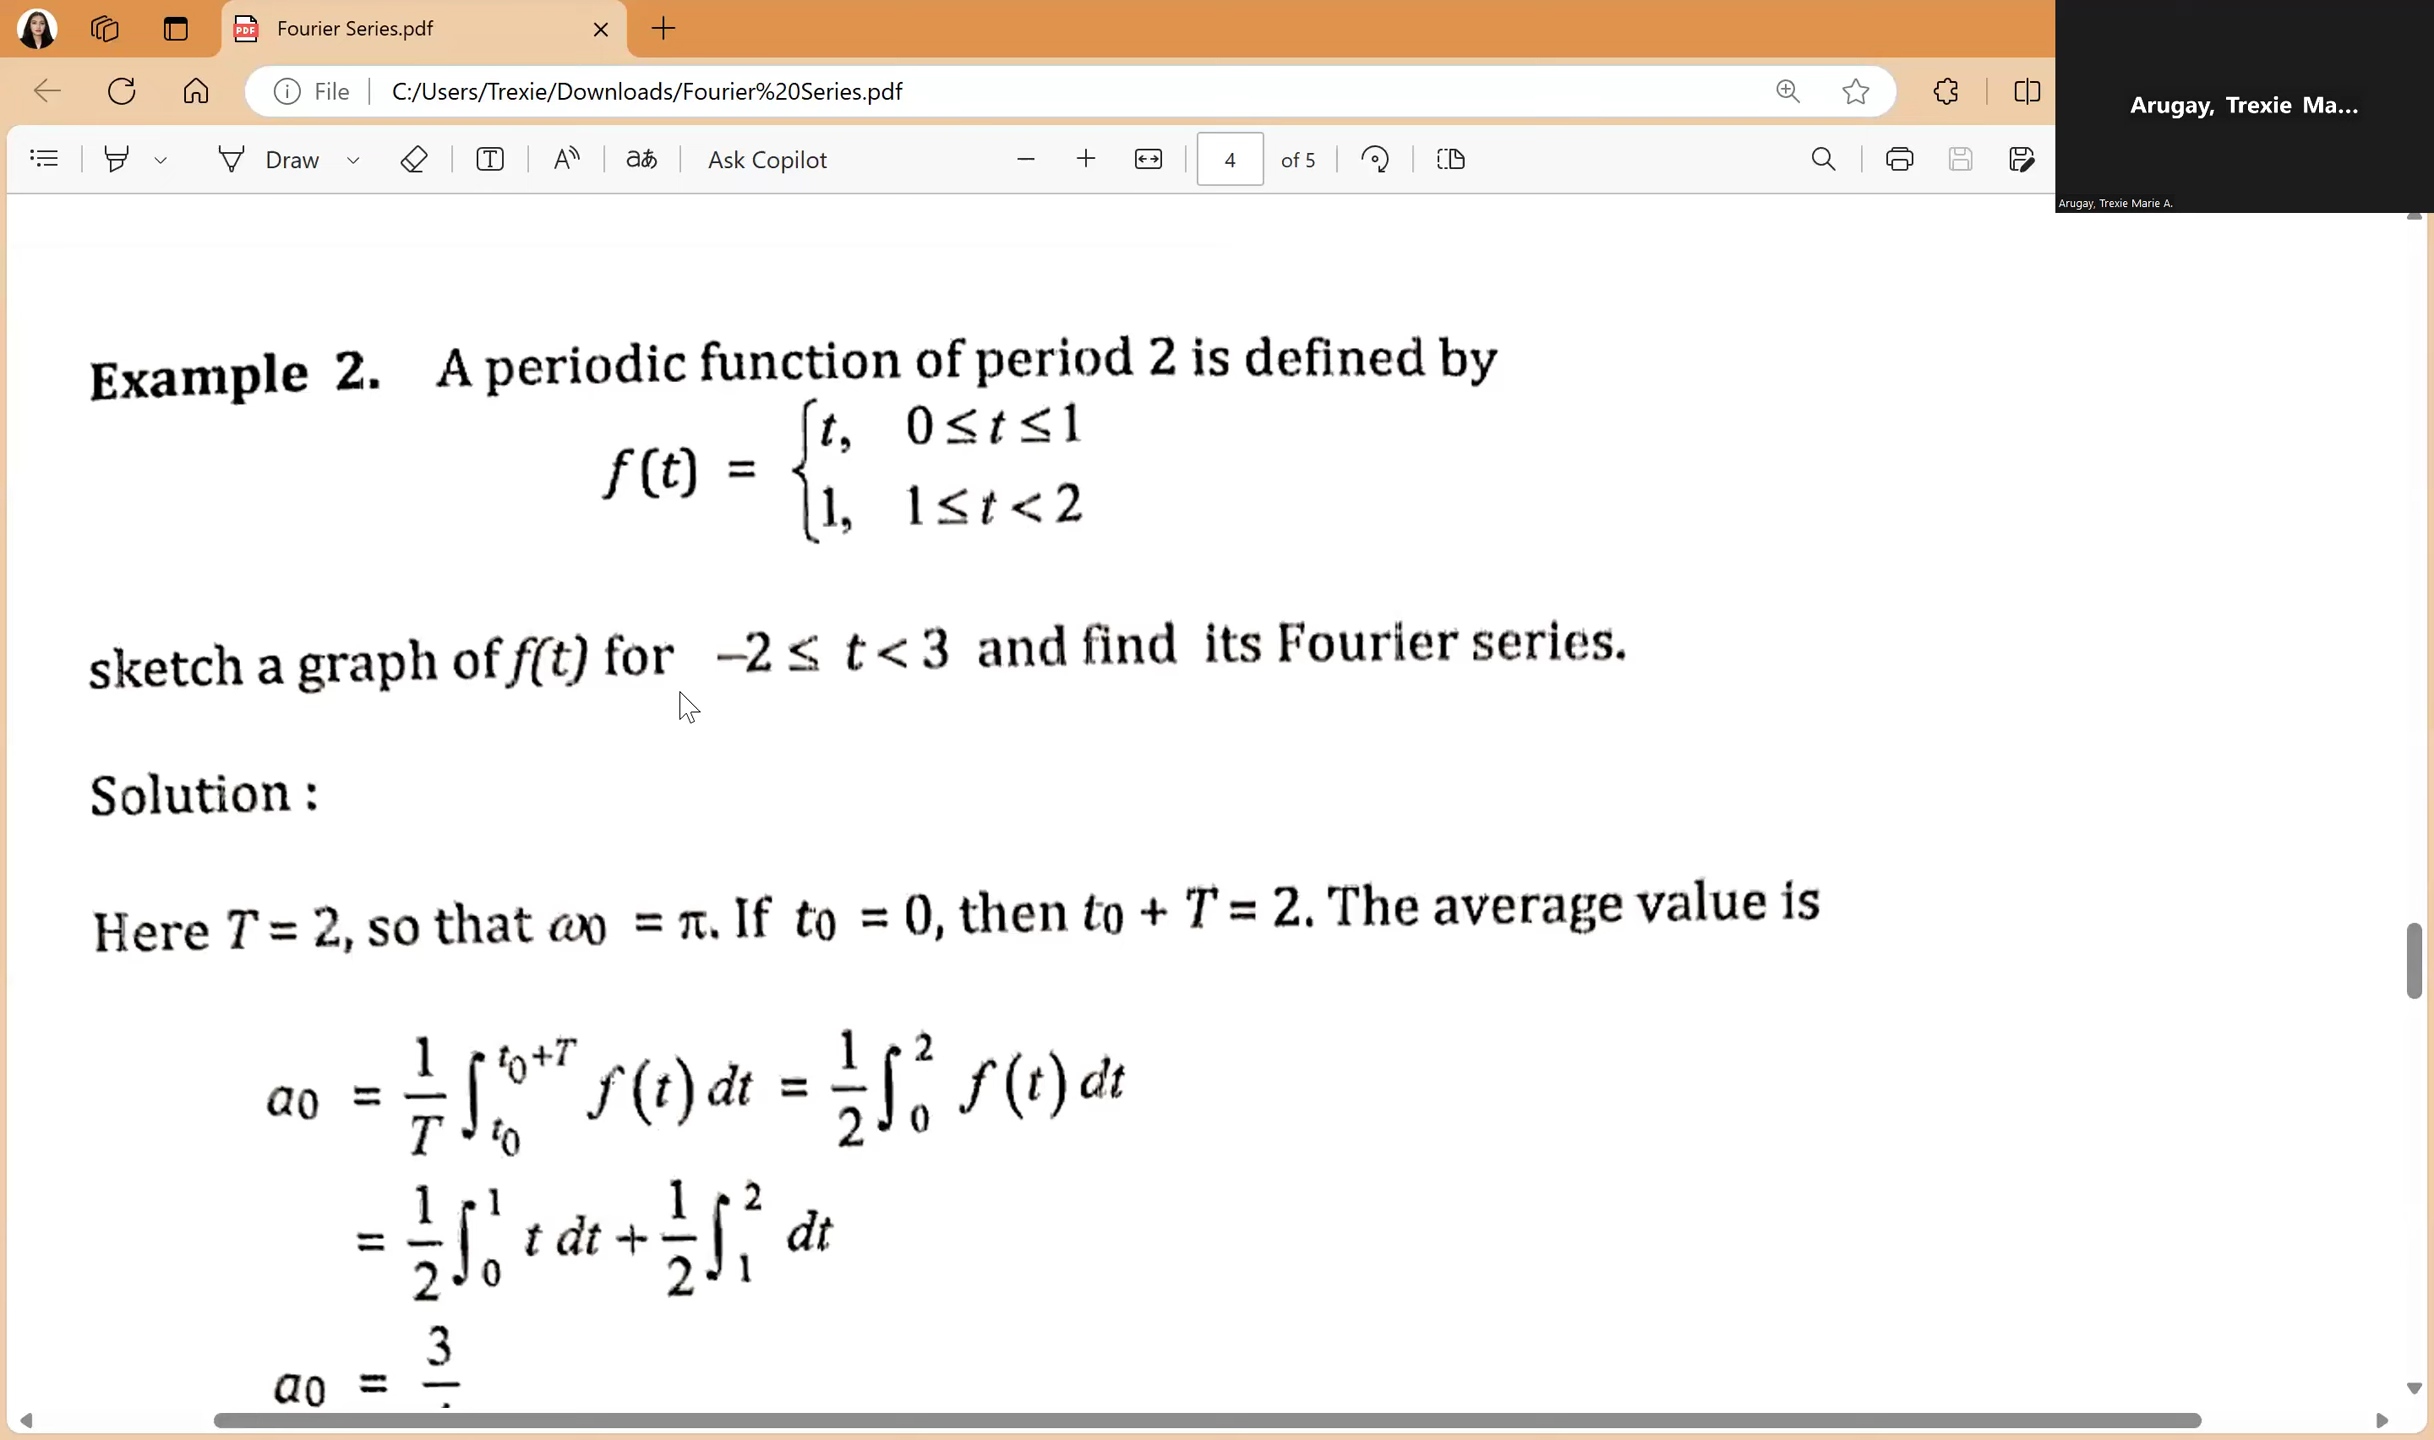 Fourier Series.pdf
File
C:/Users/Trexie/Downloads/Fourier%20Series.pdf
Arugay, Trexie Ma...
Arugay, Trexie Marie A.
Draw
Ask Copilot
4 of 5
Example 2. A periodic function of period 2 is defined by
f(t) = { t, 0 ≤ t ≤ 1
1, 1 ≤ t < 2
sketch a graph of f(t) for −2 ≤ t < 3 and find its Fourier series.
Solution :
Here T = 2, so that ω0 = π. If t0 = 0, then t0 + T = 2. The average value is
a0 = 1/T ∫_{t0}^{t0+T} f(t) dt = 1/2 ∫_0^2 f(t) dt
= 1/2 ∫_0^1 t dt + 1/2 ∫_1^2 dt
a0 = 3/